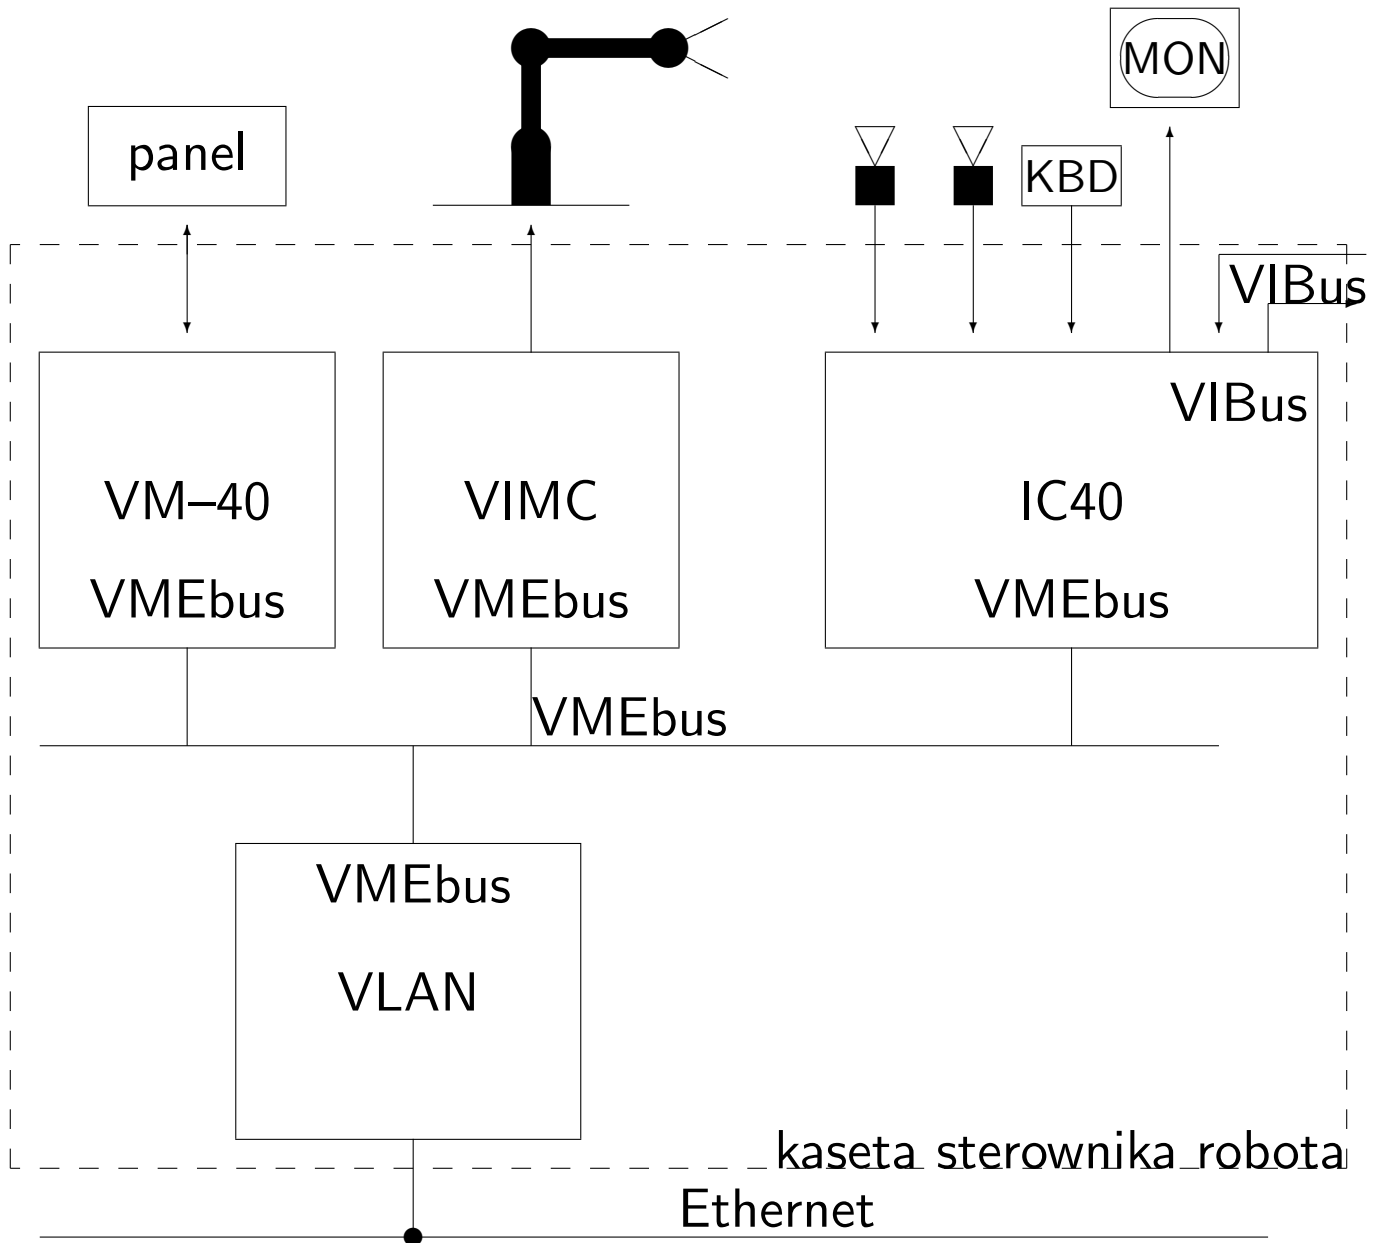 MON
panel
KBD
VIBus
VIBus
VM–40
VIMC
IC40
VMEbus
VMEbus
VMEbus
VMEbus
VMEbus
VLAN
kaseta sterownika robota
Ethernet